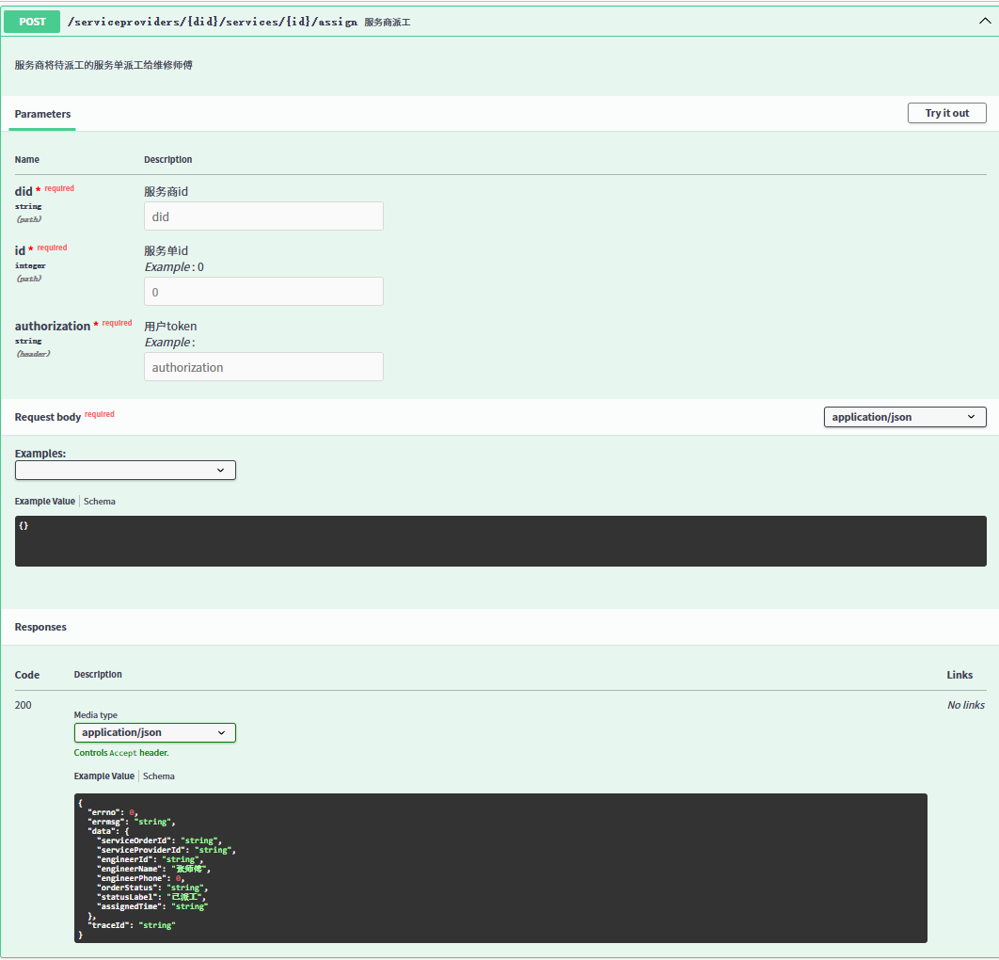 POST /serviceproviders/{did}/services/{id}/assign 服务商派工
服务商将待派工的服务单派工给维修师傅
Parameters
Try it out
Name Description
did * required
string
(path)
服务商id
did
id * required
integer
(path)
服务单id
Example : 0
0
authorization * required
string
(header)
用户token
Example :
authorization
Request body required
application/json
Examples:
Example Value Schema
{}
Responses
Code Description Links
200
No links
Media type
application/json
Controls Accept header.
Example Value Schema
{
"errno": 0,
"errmsg": "string",
"data": {
"serviceOrderId": "string",
"serviceProviderId": "string",
"engineerId": "string",
"engineerName": "张师傅",
"engineerPhone": 0,
"orderStatus": "string",
"statusLabel": "已派工",
"assignedTime": "string"
},
"traceId": "string"
}